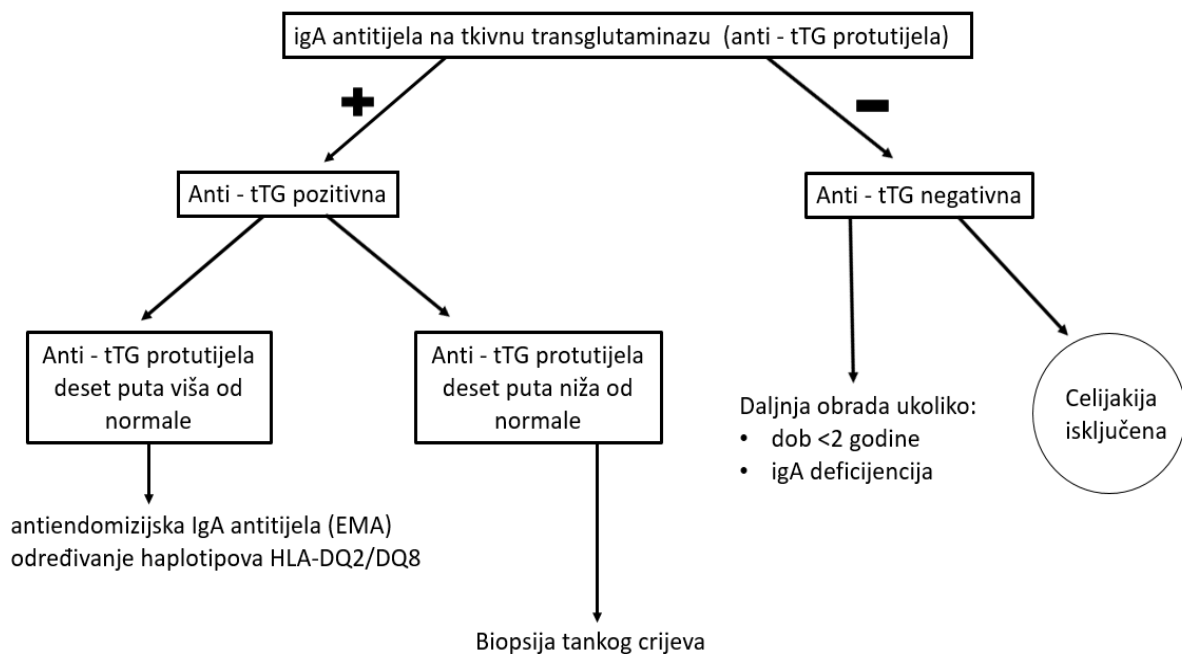 igA antitijela na tkivnu transglutaminazu (anti - tTG protutijela)
Anti - tTG pozitivna
Anti - tTG negativna
Anti - tTG protutijela
deset puta viša od
normale
Anti - tTG protutijela
deset puta niža od
normale
Daljnja obrada ukoliko:
• dob <2 godine
• igA deficijencija
Celijakija
isključena
antiendomizijska IgA antitijela (EMA)
određivanje haplotipova HLA-DQ2/DQ8
Biopsija tankog crijeva